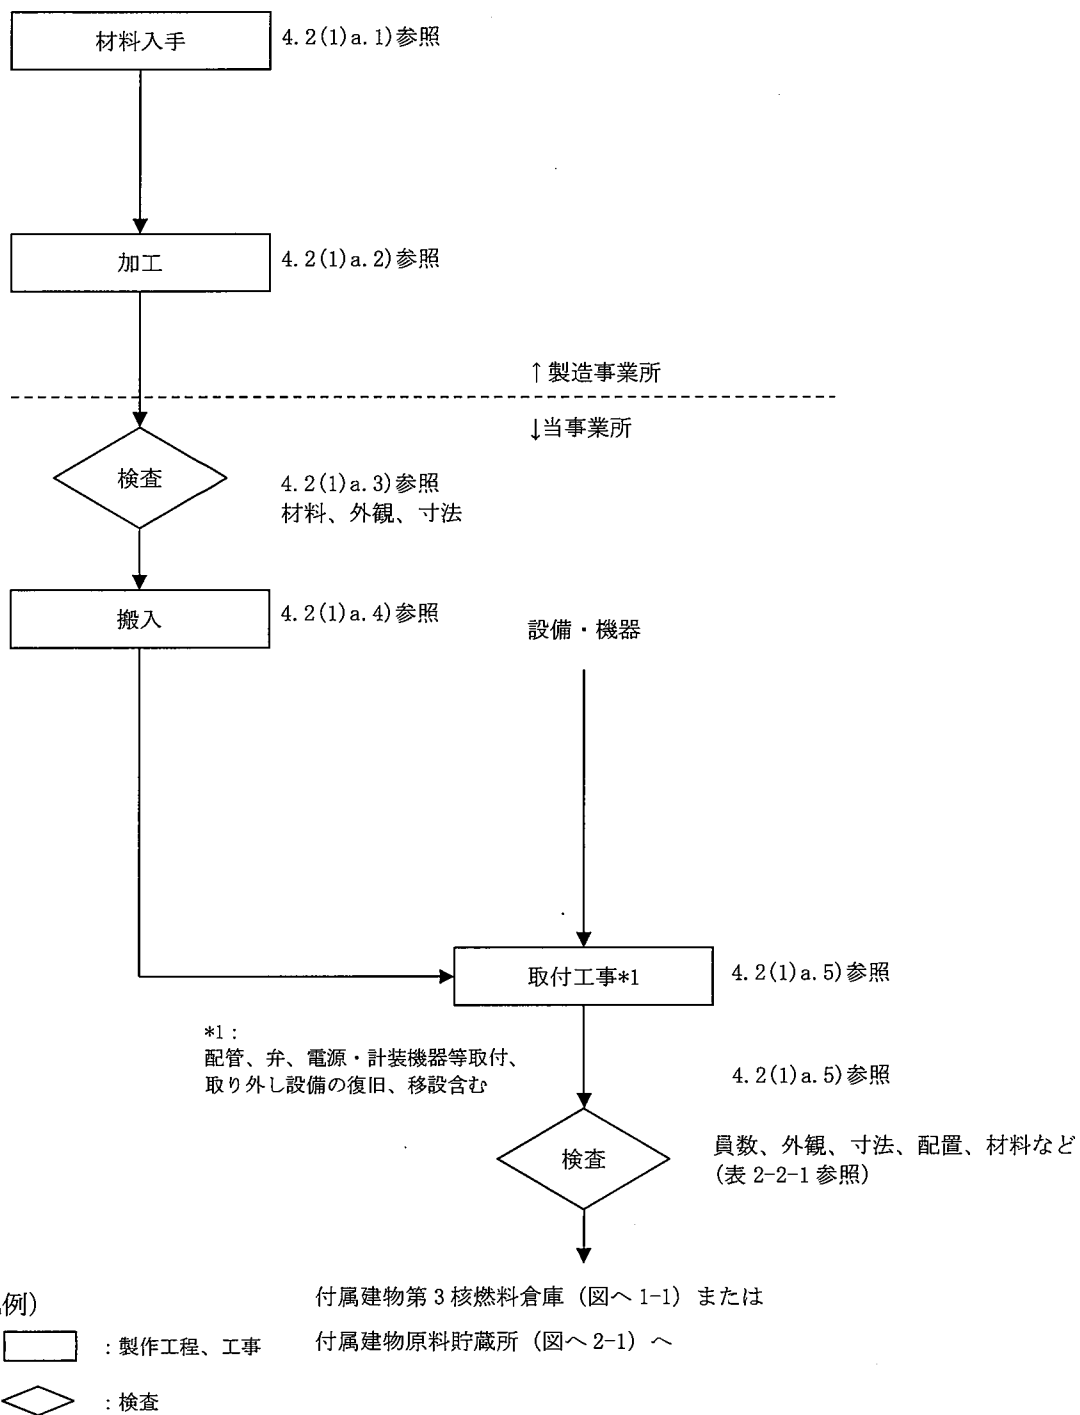 材料入手
4.2(1)a.1)参照
加工
4.2(1)a.2)参照
↑製造事業所
↓当事業所
検査
4.2(1)a.3)参照
材料、外観、寸法
搬入
4.2(1)a.4)参照
設備・機器
取付工事*1
4.2(1)a.5)参照
*1：
配管、弁、電源・計装機器等取付、
取り外し設備の復旧、移設含む
4.2(1)a.5)参照
検査
員数、外観、寸法、配置、材料など
(表 2-2-1 参照)
付属建物第 3 核燃料倉庫（図へ 1-1）または
付属建物原料貯蔵所（図へ 2-1）へ
例)
：製作工程、工事
：検査